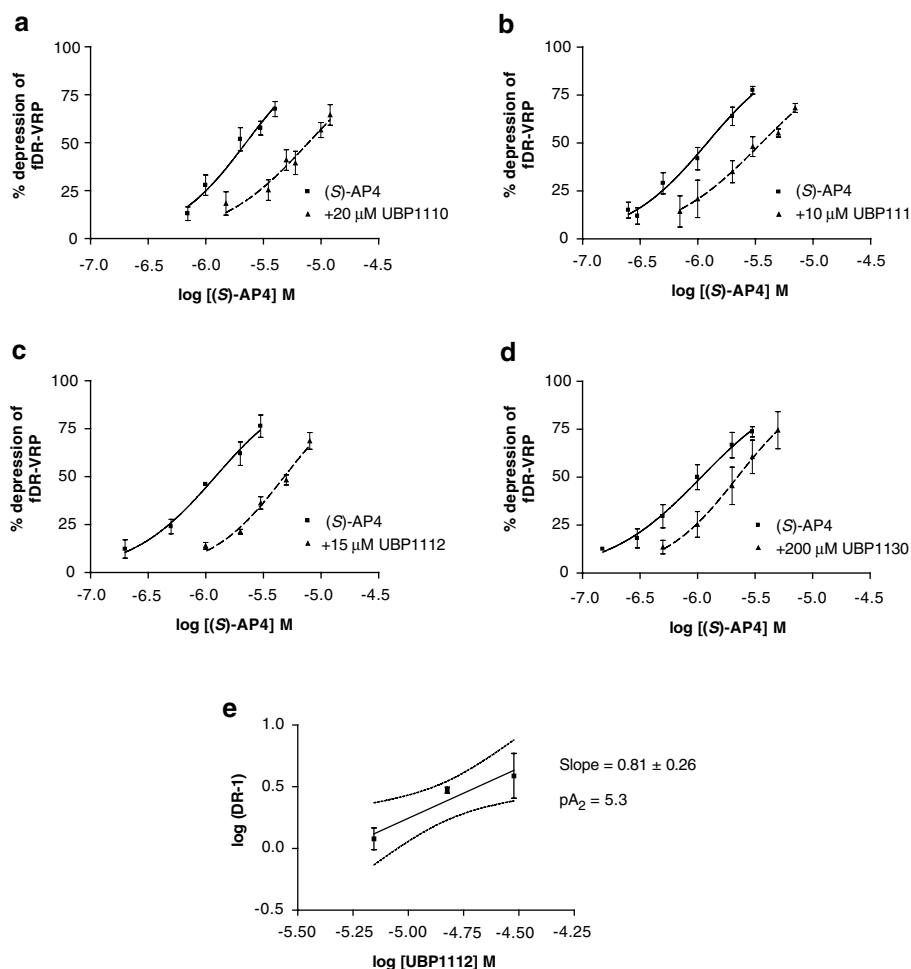 a
100
75
50
25
0
% depression of
fDR-VRP
(S)-AP4
+20 µM UBP1110
-7.0 -6.5 -6.0 -5.5 -5.0 -4.5
log [(S)-AP4] M
b
100
75
50
25
0
% depression of
fDR-VRP
(S)-AP4
+10 µM UBP111
-7.0 -6.5 -6.0 -5.5 -5.0 -4.5
log [(S)-AP4] M
c
100
75
50
25
0
% depression of
fDR-VRP
(S)-AP4
+15 µM UBP1112
-7.0 -6.5 -6.0 -5.5 -5.0 -4.5
log [(S)-AP4] M
d
100
75
50
25
0
% depression of
fDR-VRP
(S)-AP4
+200 µM UBP1130
-7.0 -6.5 -6.0 -5.5 -5.0 -4.5
log [(S)-AP4] M
e
1.0
0.5
0.0
-0.5
log (DR-1)
Slope = 0.81 ± 0.26
pA2 = 5.3
-5.50 -5.25 -5.00 -4.75 -4.50 -4.25
log [UBP1112] M